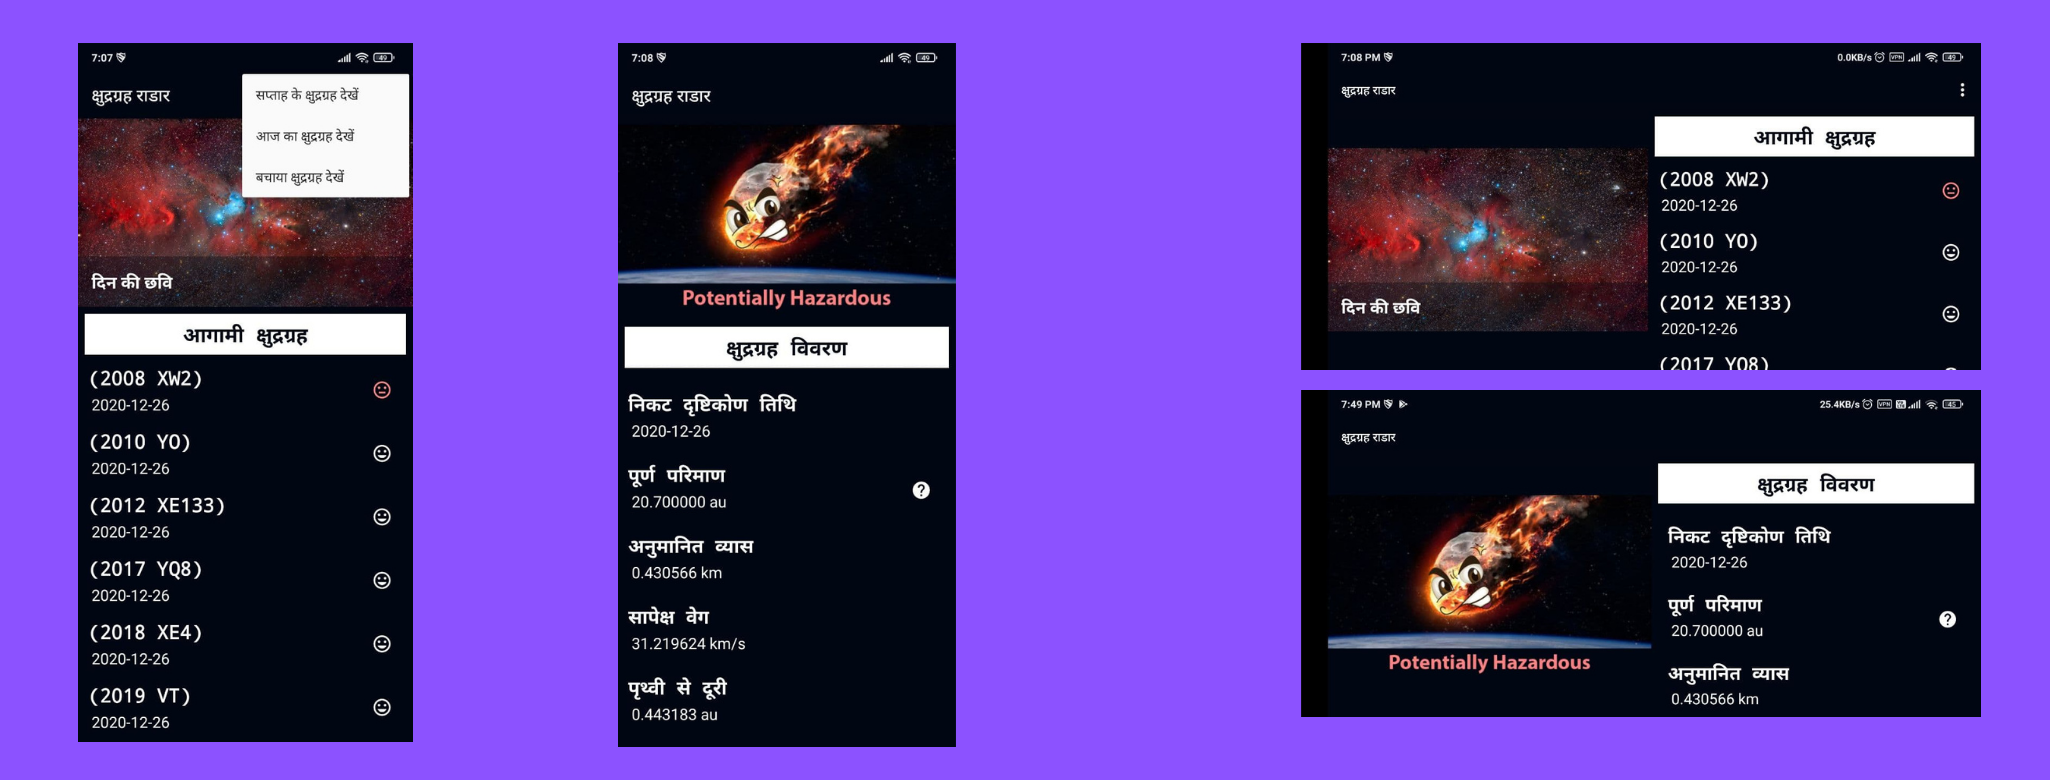 7:07
49
क्षुद्रग्रह राडार
सप्ताह के क्षुद्रग्रह देखें
आज का क्षुद्रग्रह देखें
बचाया क्षुद्रग्रह देखें
दिन की छवि
आगामी क्षुद्रग्रह
(2008 XW2)
2020-12-26
(2010 YO)
2020-12-26
(2012 XE133)
2020-12-26
(2017 YQ8)
2020-12-26
(2018 XE4)
2020-12-26
(2019 VT)
2020-12-26
7:08
49
क्षुद्रग्रह राडार
Potentially Hazardous
क्षुद्रग्रह विवरण
निकट दृष्टिकोण तिथि
2020-12-26
पूर्ण परिमाण
20.700000 au
?
अनुमानित व्यास
0.430566 km
सापेक्ष वेग
31.219624 km/s
पृथ्वी से दूरी
0.443183 au
7:08 PM
0.0KB/s VPN 49
क्षुद्रग्रह राडार
दिन की छवि
आगामी क्षुद्रग्रह
(2008 XW2)
2020-12-26
(2010 YO)
2020-12-26
(2012 XE133)
2020-12-26
(2017 YQ8)
7:49 PM
25.4KB/s VPN 45
क्षुद्रग्रह राडार
Potentially Hazardous
क्षुद्रग्रह विवरण
निकट दृष्टिकोण तिथि
2020-12-26
पूर्ण परिमाण
20.700000 au
?
अनुमानित व्यास
0.430566 km